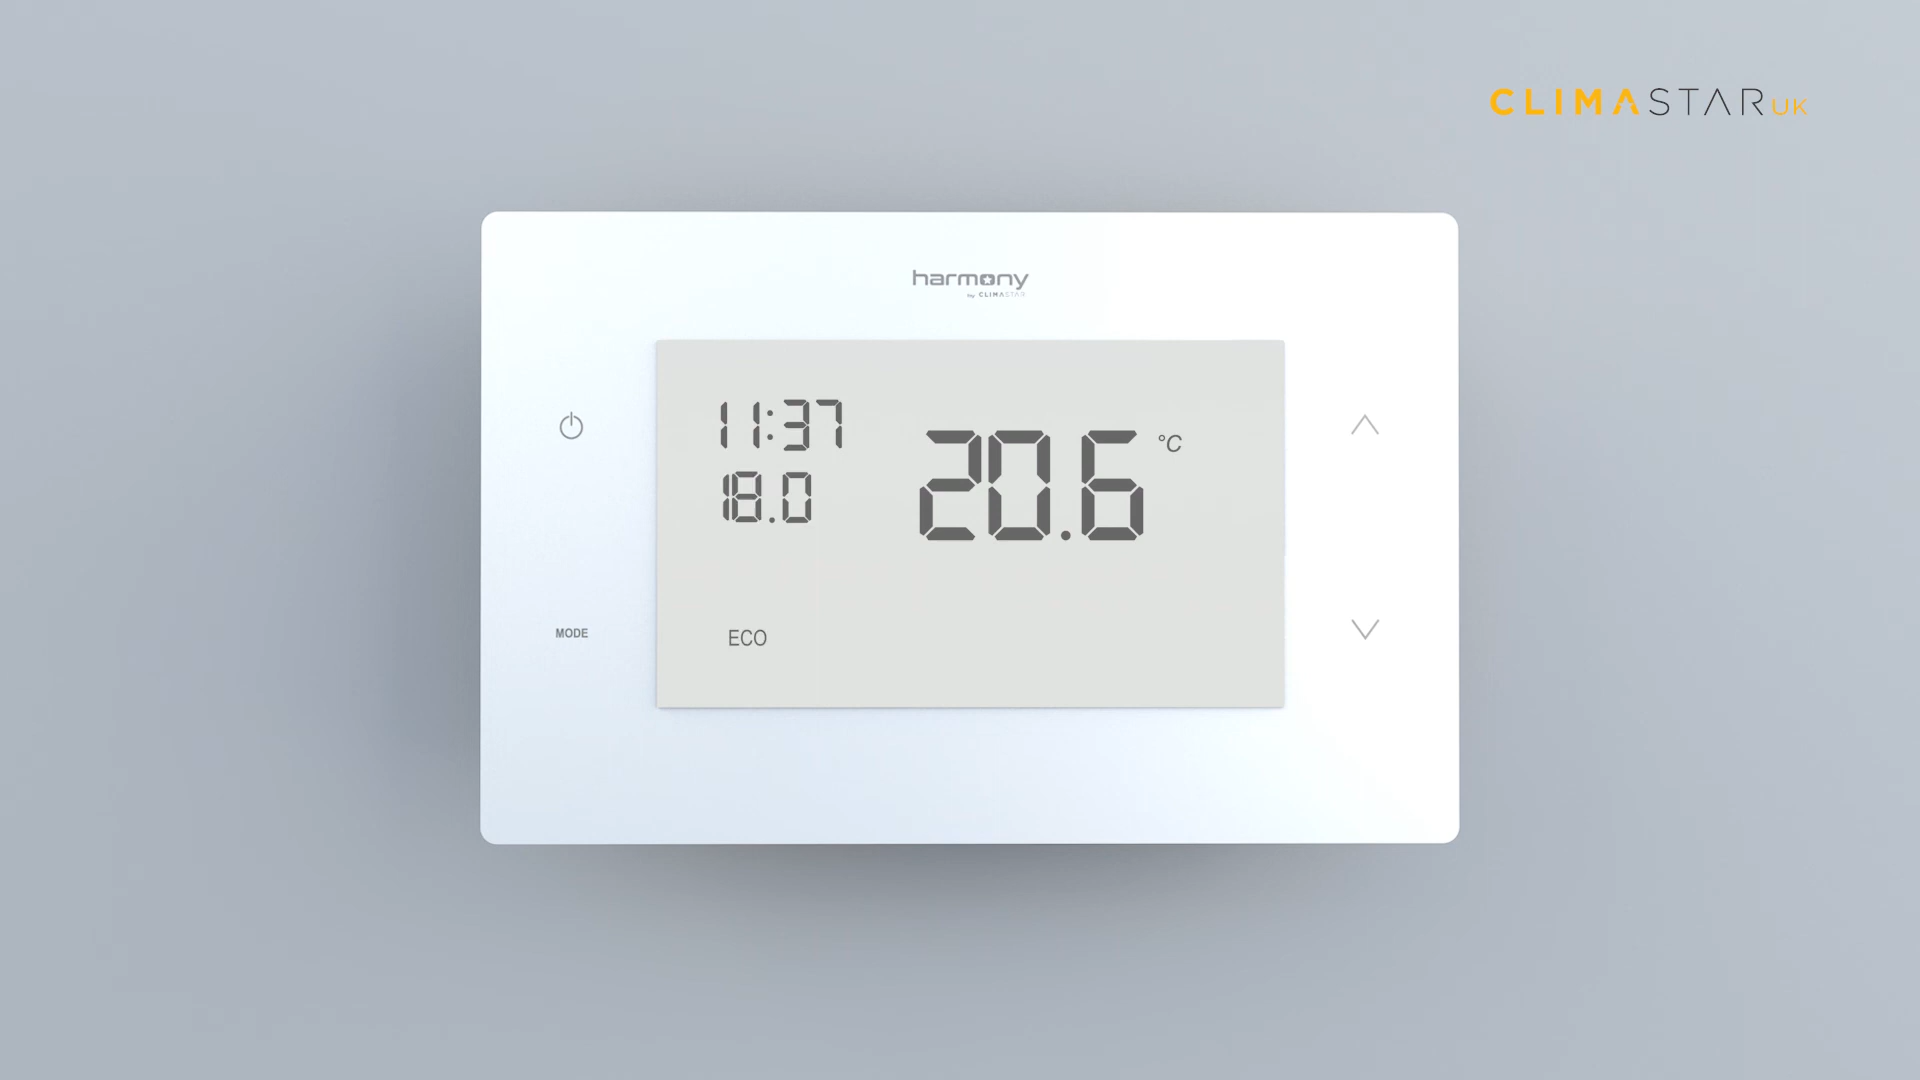 CLIMASTAR UK
harmony
by CLIMASTAR
11:37
18.0
20.6 °C
MODE
ECO